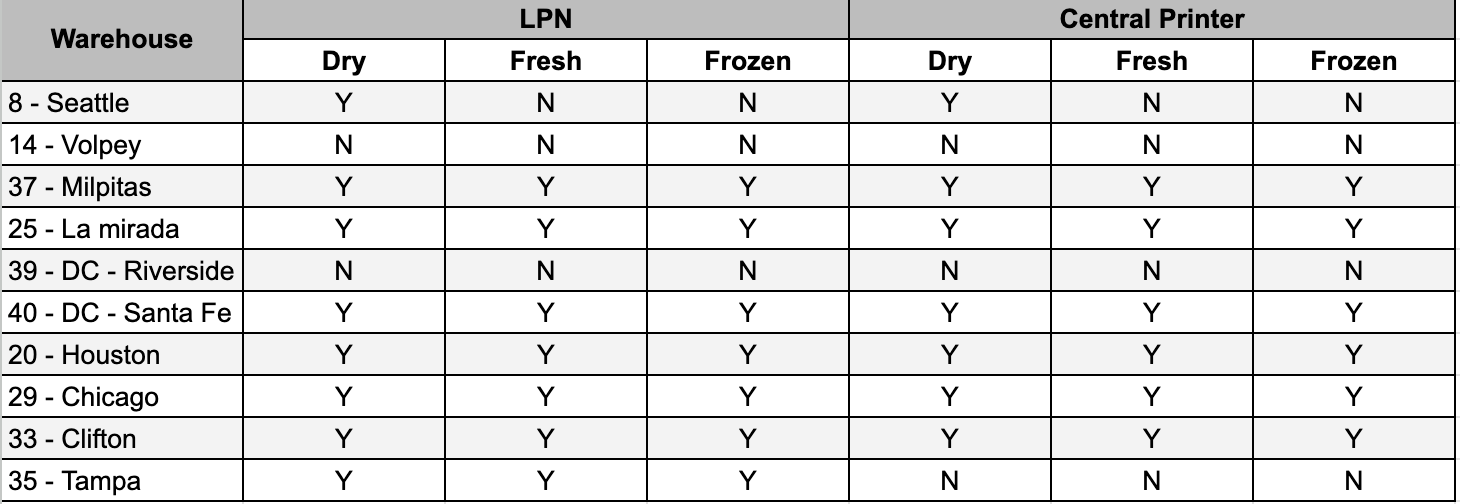 Warehouse LPN Central Printer
Dry Fresh Frozen Dry Fresh Frozen
8 - Seattle Y N N Y N N
14 - Volpey N N N N N N
37 - Milpitas Y Y Y Y Y Y
25 - La mirada Y Y Y Y Y Y
39 - DC - Riverside N N N N N N
40 - DC - Santa Fe Y Y Y Y Y Y
20 - Houston Y Y Y Y Y Y
29 - Chicago Y Y Y Y Y Y
33 - Clifton Y Y Y Y Y Y
35 - Tampa Y Y Y N N N